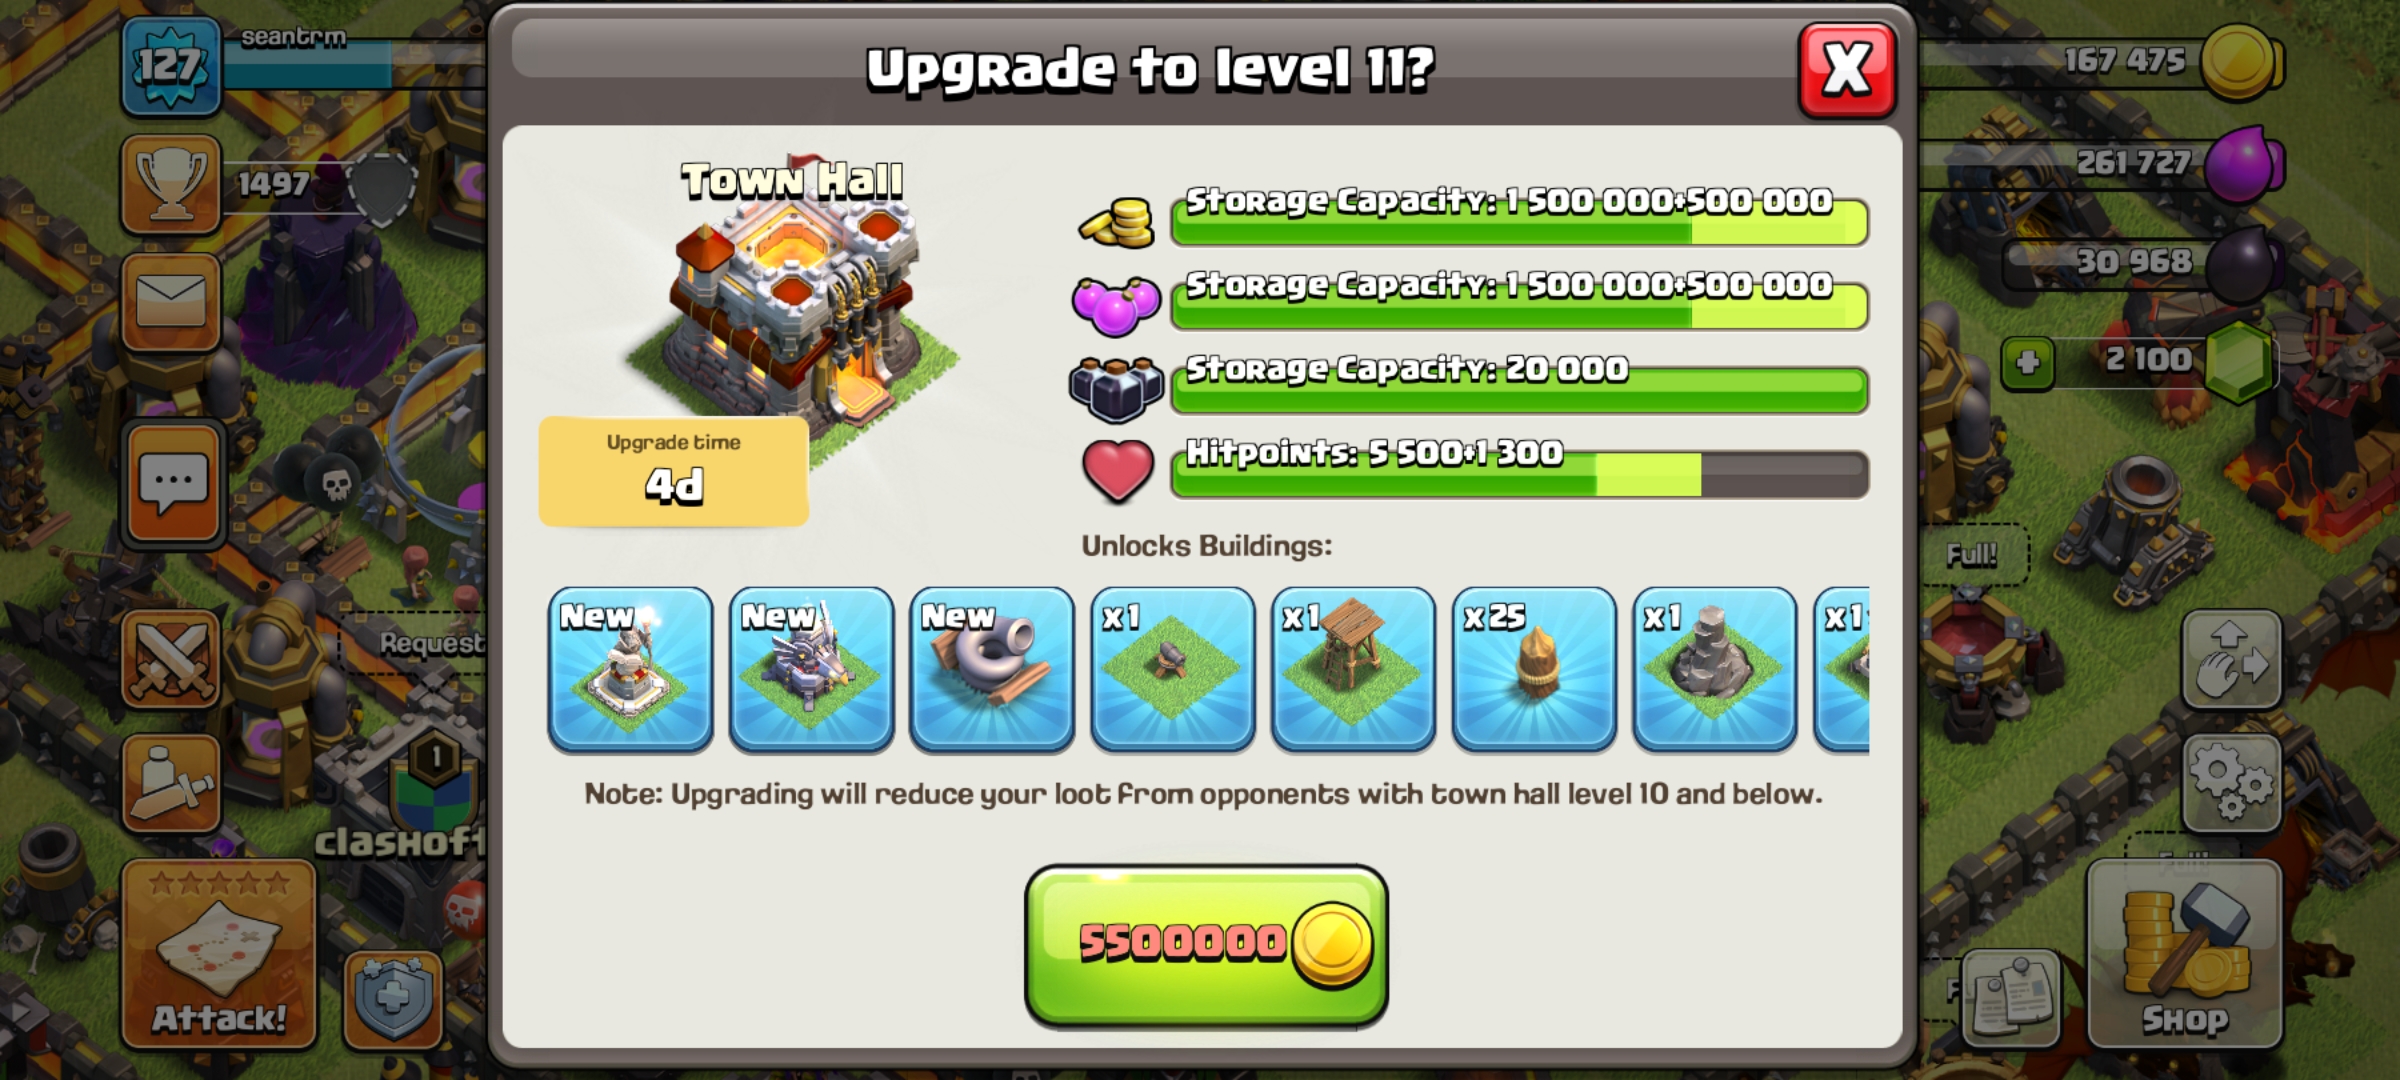 127
seantrm
1497
Request
1
clashof
Attack!
Upgrade to level 11?
X
Town Hall
Upgrade time
4d
Storage Capacity: 1 500 000+500 000
Storage Capacity: 1 500 000+500 000
Storage Capacity: 20 000
Hitpoints: 5 500+1 300
Unlocks Buildings:
New
New
New
x1
x1
x25
x1
x1
Note: Upgrading will reduce your loot from opponents with town hall level 10 and below.
5500000
167 475
261 727
30 968
2 100
Full!
Full!
Shop